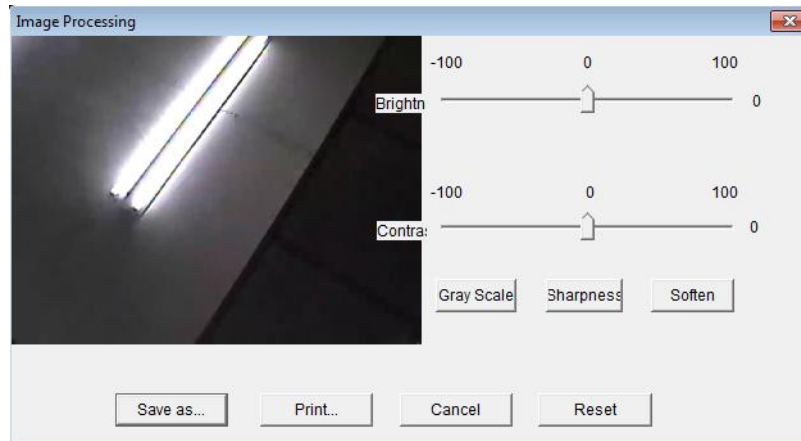 Image Processing
-100 0 100
Brightn
0
-100 0 100
Contra
0
Gray Scale Sharpness Soften
Save as... Print... Cancel Reset